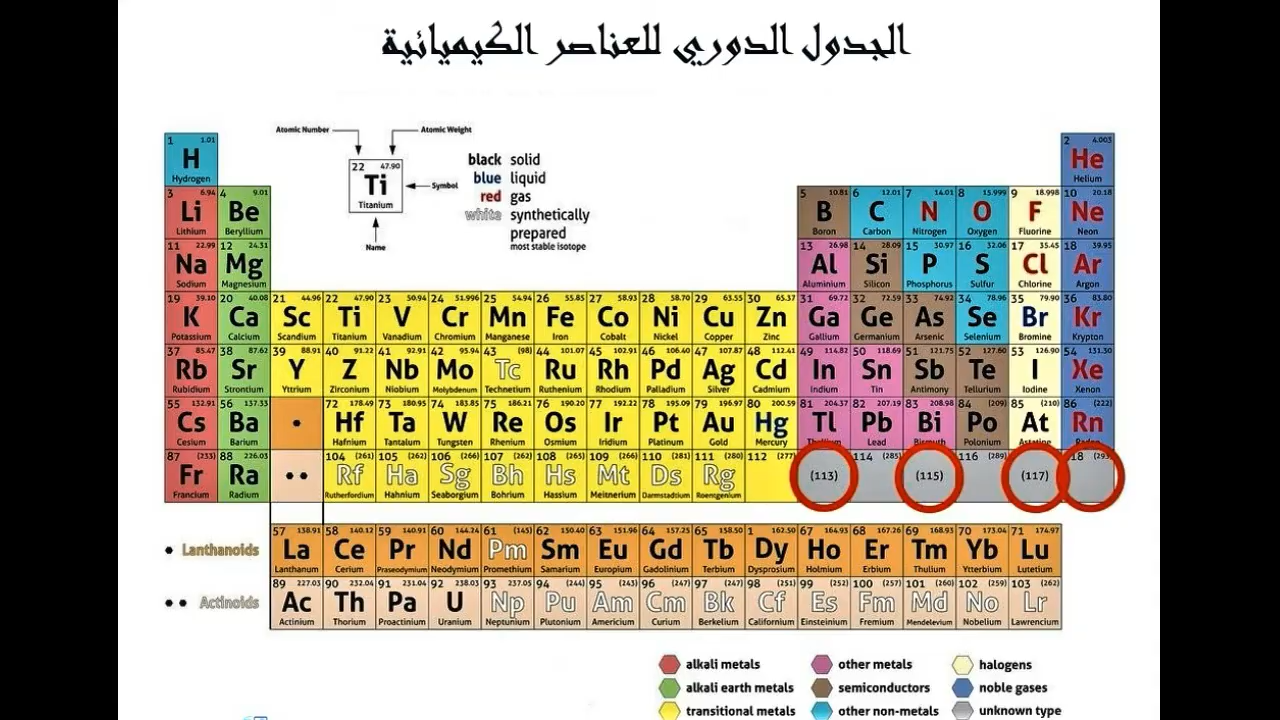 الجدول الدوري للعناصر الكيميائية
Atomic Number
Atomic Weight
22 47.90
Ti
Titanium
Symbol
Name
black solid
blue liquid
red gas
white synthetically
prepared
most stable isotope
1 1.01 2 4.003
H He
Hydrogen Helium
3 6.94 4 9.01 5 10.81 6 12.01 7 14.01 8 15.999 9 18.998 10 20.18
Li Be B C N O F Ne
Lithium Beryllium Boron Carbon Nitrogen Oxygen Fluorine Neon
11 22.99 12 24.31 13 26.98 14 28.09 15 30.97 16 32.06 17 35.45 18 39.95
Na Mg Al Si P S Cl Ar
Sodium Magnesium Aluminium Silicon Phosphorus Sulfur Chlorine Argon
19 39.10 20 40.08 21 44.96 22 47.90 23 50.94 24 51.996 25 54.94 26 55.85 27 58.93 28 58.70 29 63.55 30 65.37 31 69.72 32 72.59 33 74.92 34 78.96 35 79.90 36 83.80
K Ca Sc Ti V Cr Mn Fe Co Ni Cu Zn Ga Ge As Se Br Kr
Potassium Calcium Scandium Titanium Vanadium Chromium Manganese Iron Cobalt Nickel Copper Zinc Gallium Germanium Arsenic Selenium Bromine Krypton
37 85.47 38 87.62 39 88.91 40 91.22 41 92.91 42 95.94 43 (98) 44 101.07 45 102.91 46 106.40 47 107.87 48 112.41 49 114.82 50 118.69 51 121.75 52 127.60 53 126.90 54 131.30
Rb Sr Y Zr Nb Mo Tc Ru Rh Pd Ag Cd In Sn Sb Te I Xe
Rubidium Strontium Yttrium Zirconium Niobium Molybdenum Technetium Ruthenium Rhodium Palladium Silver Cadmium Indium Tin Antimony Tellurium Iodine Xenon
55 132.91 56 137.33 72 178.49 73 180.95 74 183.85 75 186.21 76 190.20 77 192.22 78 195.09 79 196.97 80 200.59 81 204.37 82 207.19 83 208.98 84 (209) 85 (210) 86 (222)
Cs Ba Hf Ta W Re Os Ir Pt Au Hg Tl Pb Bi Po At Rn
Cesium Barium Hafnium Tantalum Tungsten Rhenium Osmium Iridium Platinum Gold Mercury Thallium Lead Bismuth Polonium Astatine Radon
87 (233) 88 226.03 104 (261) 105 (262) 106 (266) 107 (262) 108 (265) 109 (266) 110 (281) 111 (280) 112 (277) 114 (285) 116 (289) 18
Fr Ra Rf Ha Sg Bh Hs Mt Ds Rg (113) (115) (117)
Francium Radium Rutherfordium Hahnium Seaborgium Bohrium Hassium Meitnerium Darmstadtium Roentgenium
57 138.91 58 140.12 59 140.91 60 144.24 61 (145) 62 150.40 63 151.96 64 157.25 65 158.50 1 162.50 67 164.93 68 167.26 69 168.93 70 173.04 71 174.97
Lanthanoids La Ce Pr Nd Pm Sm Eu Gd Tb Dy Ho Er Tm Yb Lu
Lanthanum Cerium Praseodymium Neodymium Promethium Samarium Europium Gadolinium Terbium Dysprosium Holmium Erbium Thulium Ytterbium Lutetium
89 227.03 90 232.04 91 231.04 92 238.03 93 237.05 94 (244) 95 (243) 96 (247) 97 (247) 98 (251) 99 (252) 100 (257) 101 (260) 102 (259) 103 (262)
Actinoids Ac Th Pa U Np Pu Am Cm Bk Cf Es Fm Md No Lr
Actinium Thorium Proactinium Uranium Neptunium Plutonium Americium Curium Berkelium Californium Einsteinium Fremium Mendelevium Nobelium Lawrencium
alkali metals other metals halogens
alkali earth metals semiconductors noble gases
transitional metals other non-metals unknown type